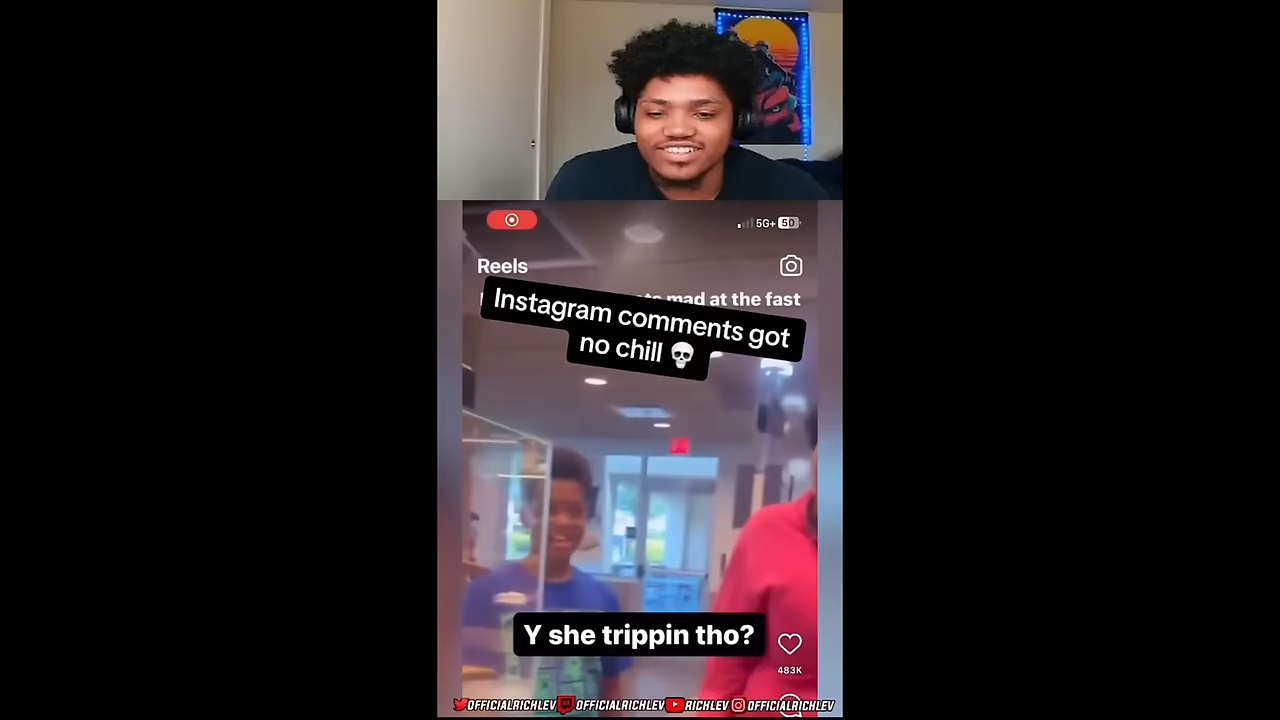 5G+ 50
Reels
mad at the fast
Instagram comments got
no chill 💀
Y she trippin tho?
483K
OFFICIALRICHLEV OFFICIALRICHLEV RICHLEV OFFICIALRICHLEV